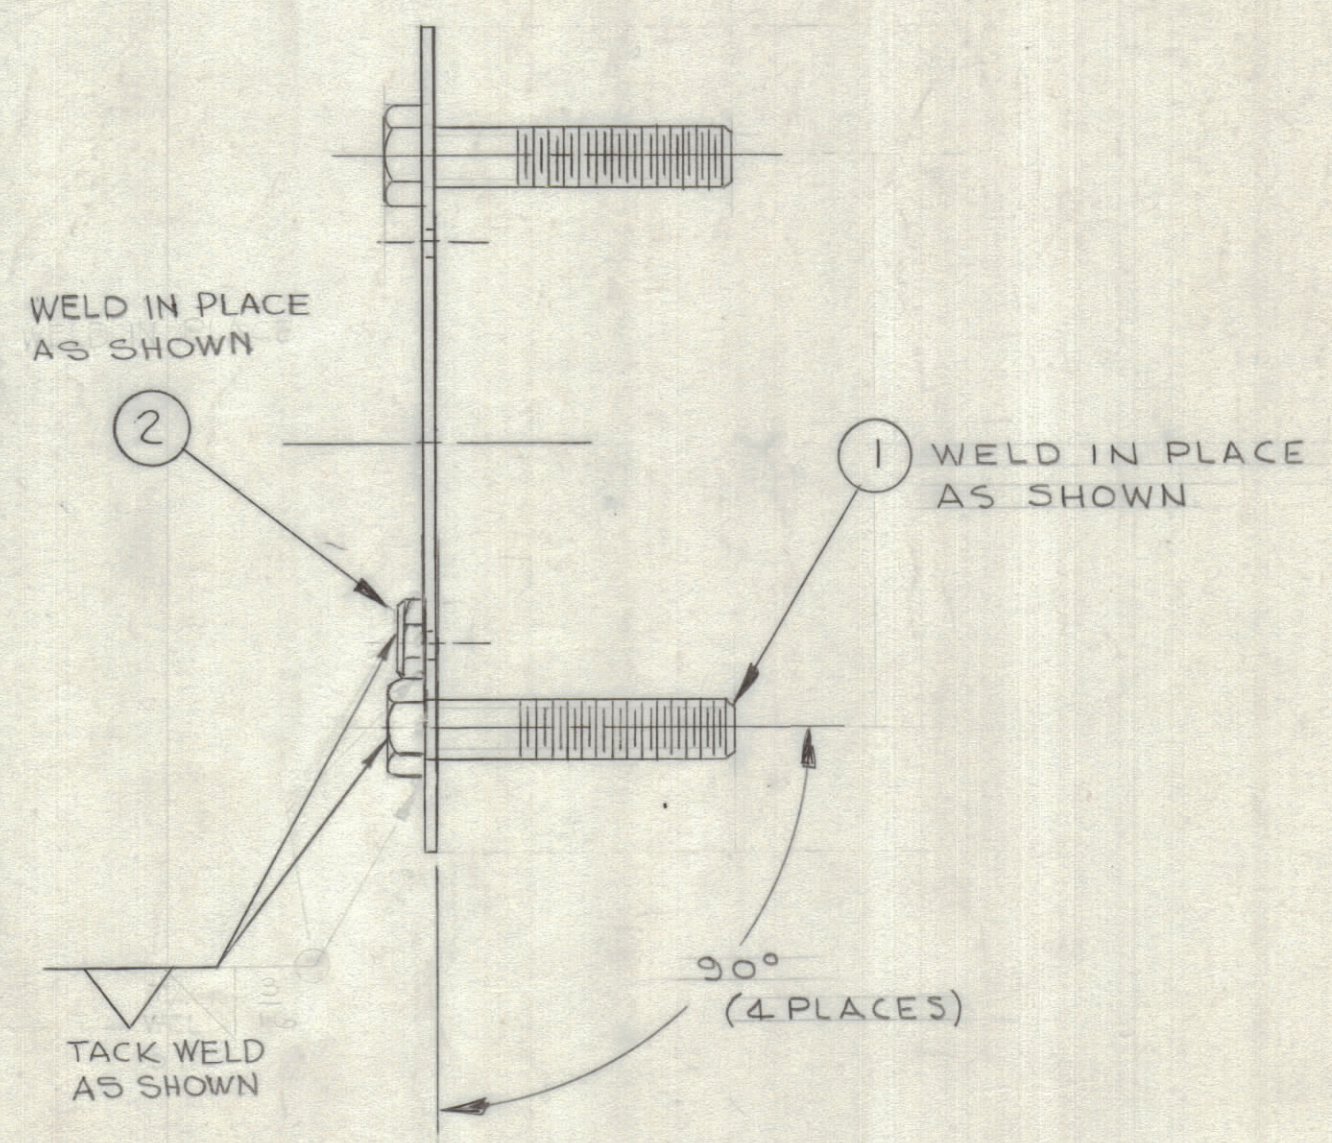 WELD IN PLACE
AS SHOWN
2
1 WELD IN PLACE
AS SHOWN
90°
(4 PLACES)
TACK WELD
AS SHOWN